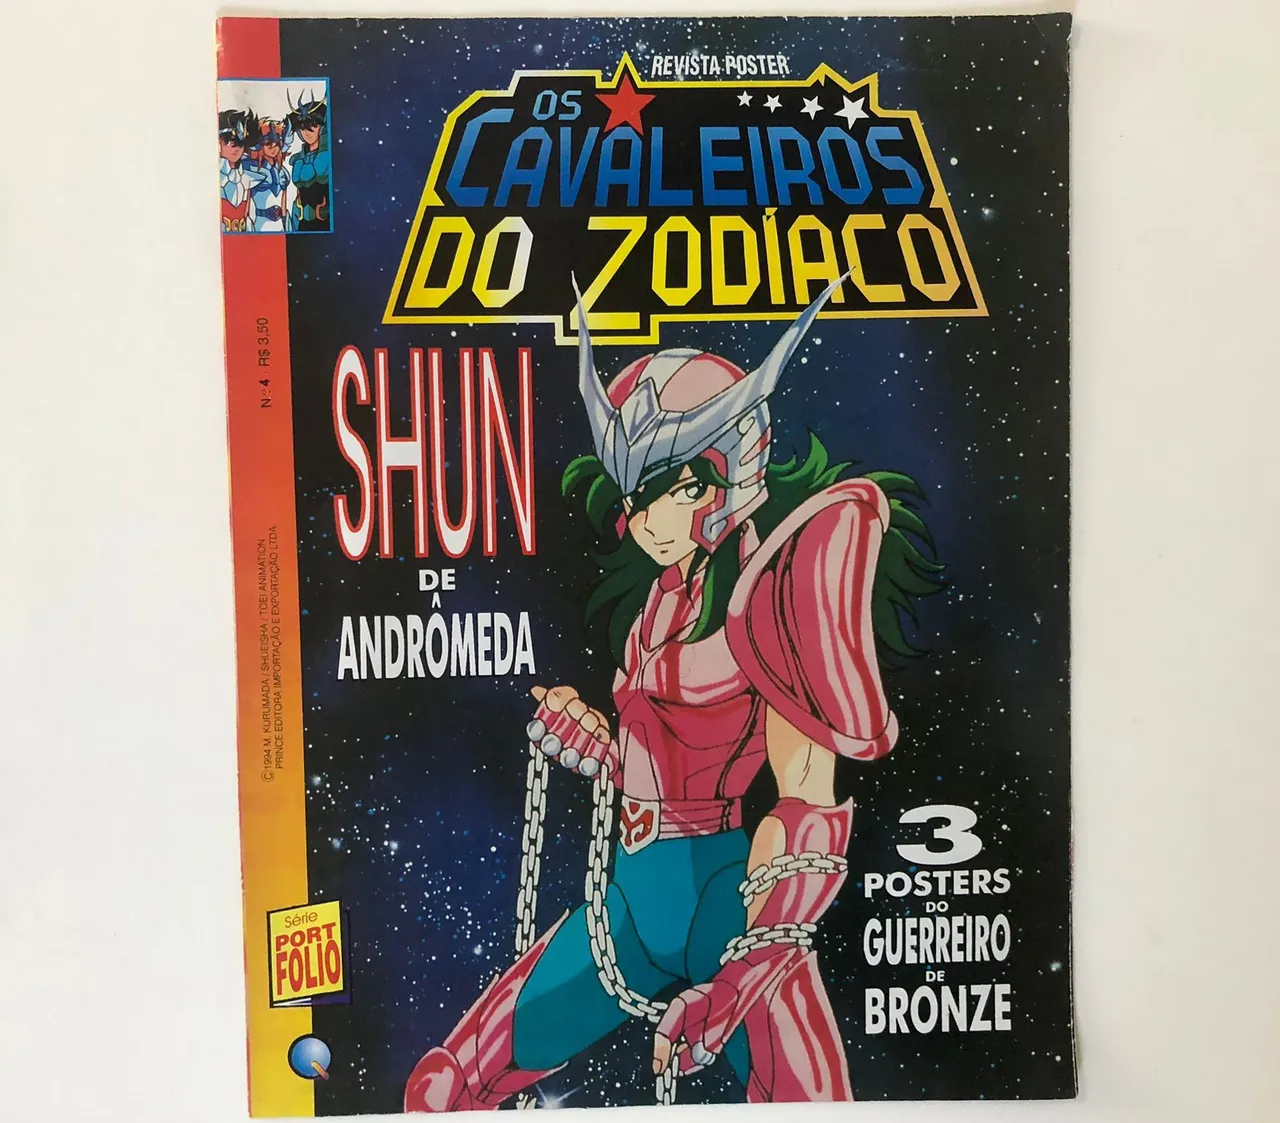 REVISTA POSTER
OS
CAVALEIROS
DO ZODÍACO
Nº 4 - R$ 3,50
SHUN
DE
ANDRÔMEDA
© 1994 M. KURUMADA / SHUEISHA / TOEI ANIMATION
PRINCE EDITORA IMPORTAÇÃO E EXPORTAÇÃO LTDA
3
POSTERS
DO
GUERREIRO
DE
BRONZE
Série
PORT
FOLIO